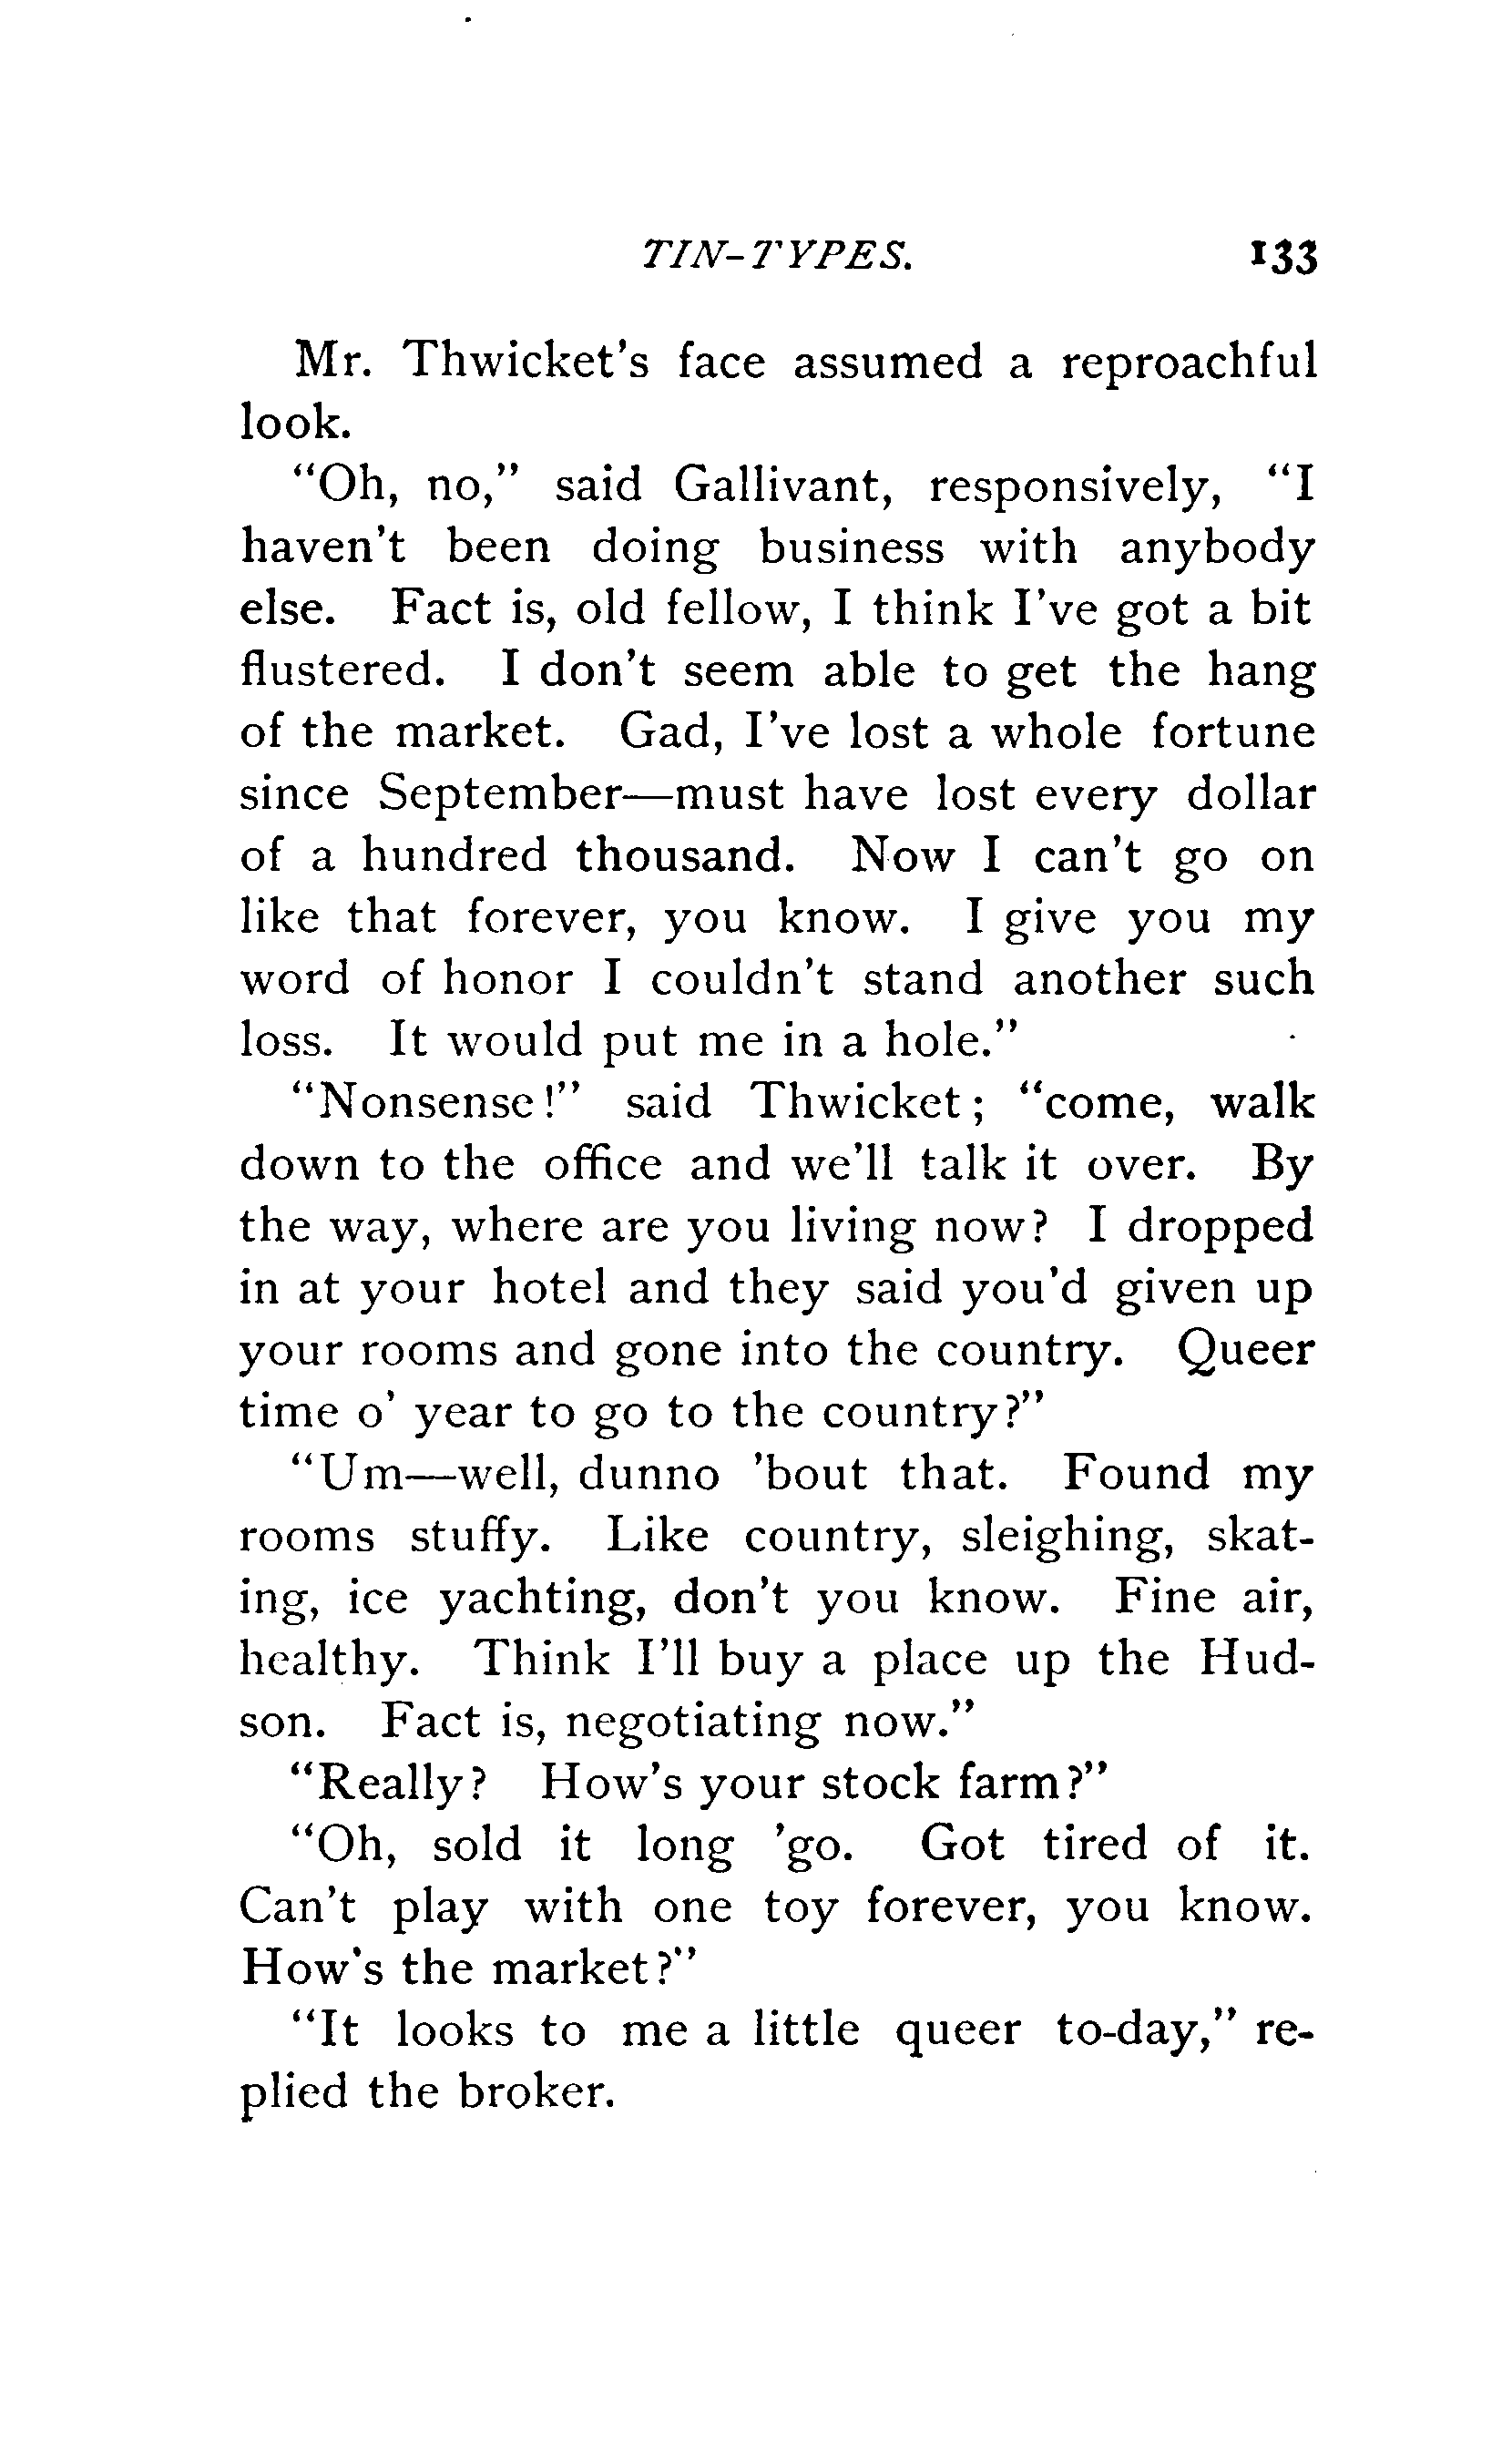 TIN-TYPES. 133
Mr. Thwicket's face assumed a reproachful
look.
"Oh, no," said Gallivant, responsively, "I
haven't been doing business with anybody
else. Fact is, old fellow, I think I've got a bit
flustered. I don't seem able to get the hang
of the market. Gad, I've lost a whole fortune
since September—must have lost every dollar
of a hundred thousand. Now I can't go on
like that forever, you know. I give you my
word of honor I couldn't stand another such
loss. It would put me in a hole."
"Nonsense!" said Thwicket; "come, walk
down to the office and we'll talk it over. By
the way, where are you living now? I dropped
in at your hotel and they said you'd given up
your rooms and gone into the country. Queer
time o' year to go to the country?"
"Um—well, dunno 'bout that. Found my
rooms stuffy. Like country, sleighing, skat-
ing, ice yachting, don't you know. Fine air,
healthy. Think I'll buy a place up the Hud-
son. Fact is, negotiating now."
"Really? How's your stock farm?"
"Oh, sold it long 'go. Got tired of it.
Can't play with one toy forever, you know.
How's the market?"
"It looks to me a little queer to-day," re-
plied the broker.